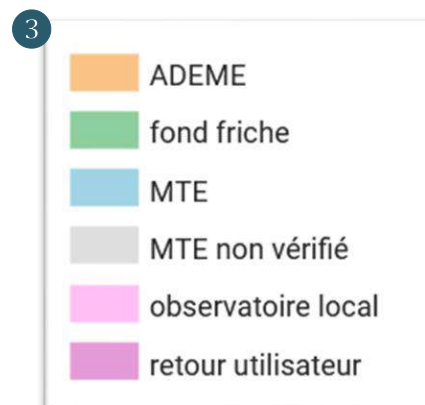 3
ADEME
fond friche
MTE
MTE non vérifié
observatoire local
retour utilisateur